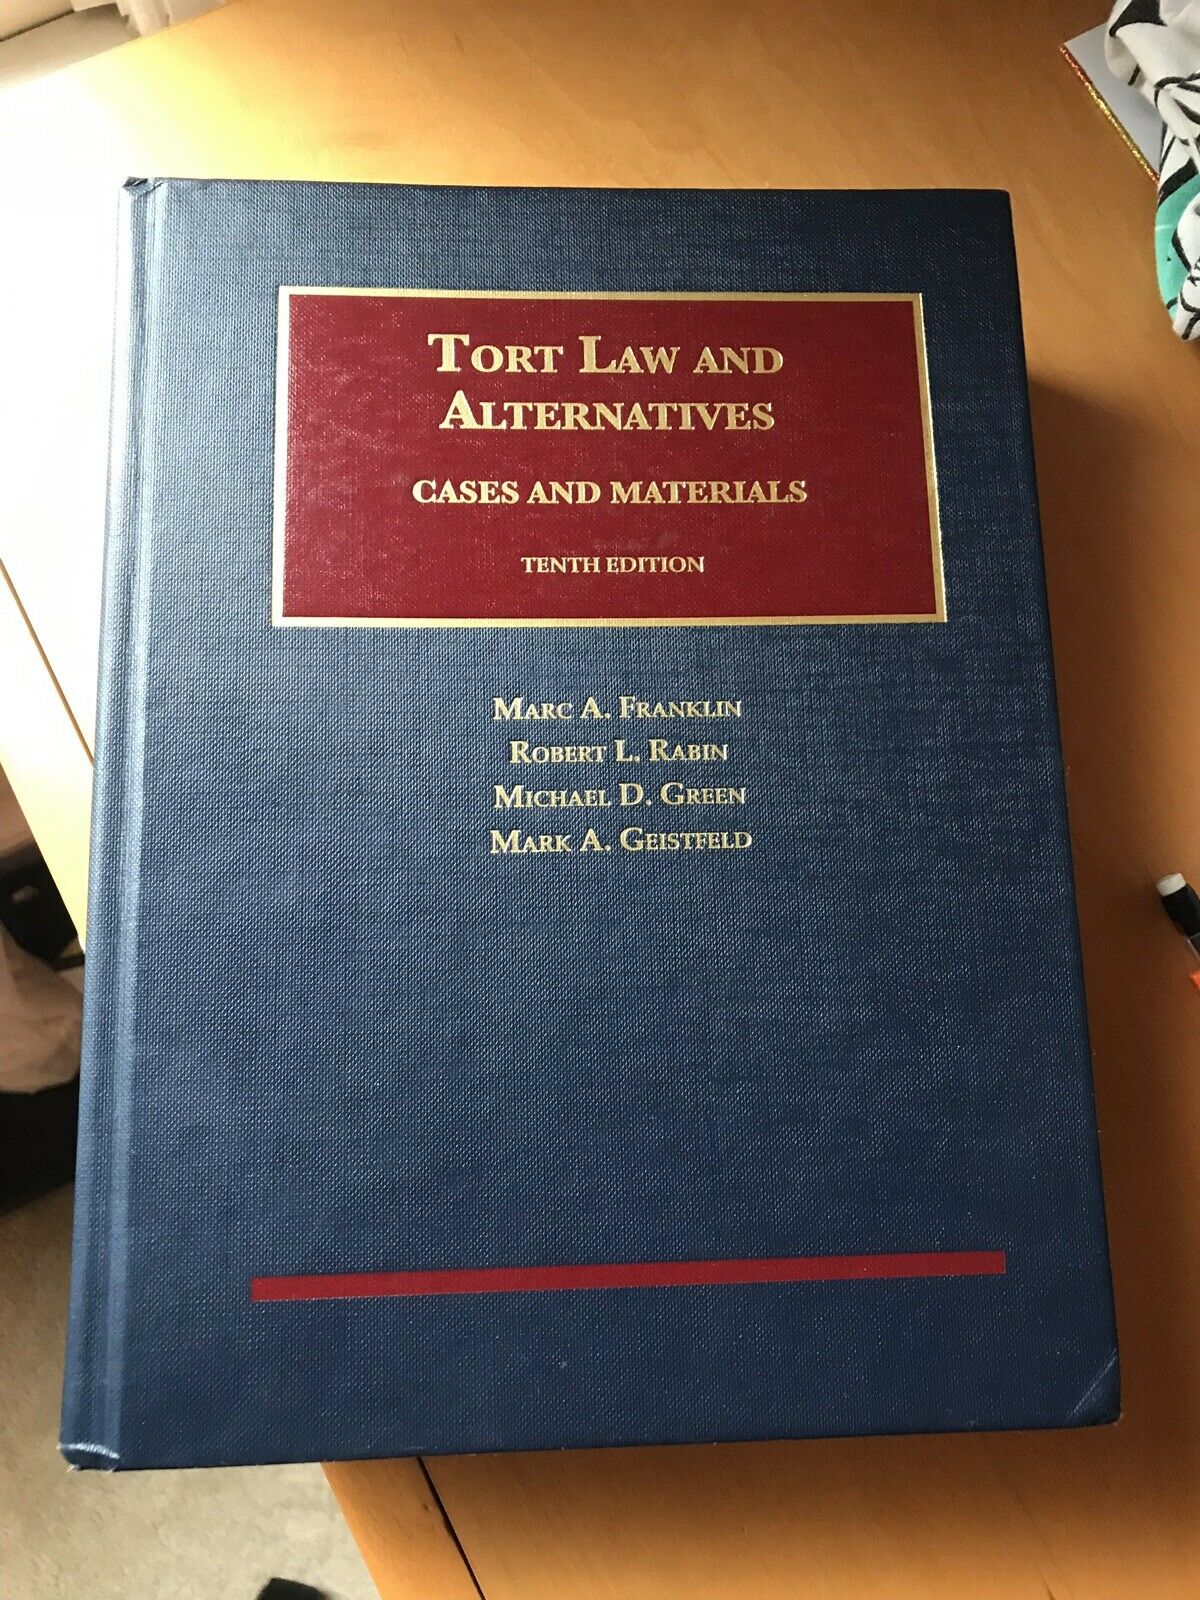 TORT LAW AND
ALTERNATIVES
CASES AND MATERIALS
TENTH EDITION
MARC A. FRANKLIN
ROBERT L. RABIN
MICHAEL D. GREEN
MARK A. GEISTFELD